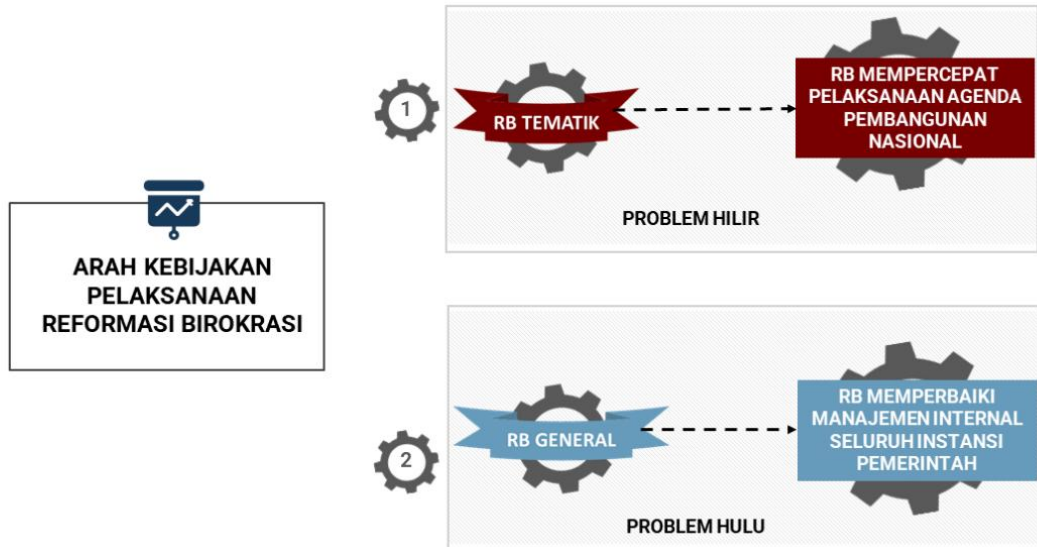 ARAH KEBIJAKAN
PELAKSANAAN
REFORMASI BIROKRASI
1
RB TEMATIK
RB MEMPERCEPAT
PELAKSANAAN AGENDA
PEMBANGUNAN
NASIONAL
PROBLEM HILIR
2
RB GENERAL
RB MEMPERBAIKI
MANAJEMEN INTERNAL
SELURUH INSTANSI
PEMERINTAH
PROBLEM HULU